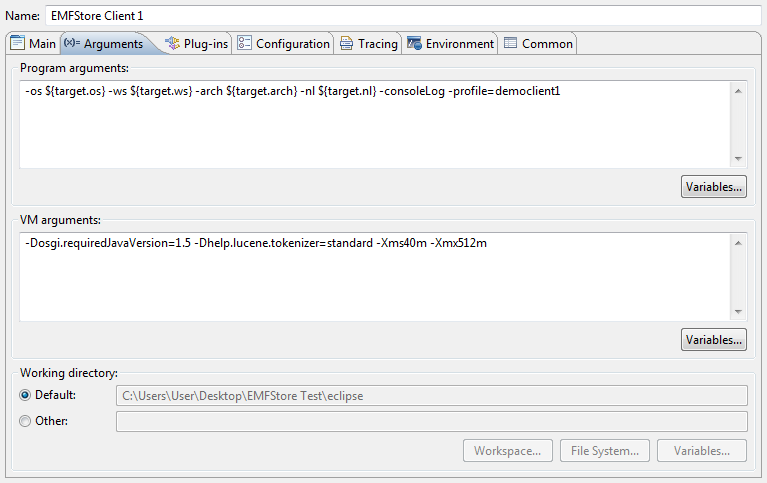 Name: EMFStore Client 1
Main (x)= Arguments Plug-ins Configuration Tracing Environment Common
Program arguments:
-os ${target.os} -ws ${target.ws} -arch ${target.arch} -nl ${target.nl} -consoleLog -profile=democlient1
Variables...
VM arguments:
-Dosgi.requiredJavaVersion=1.5 -Dhelp.lucene.tokenizer=standard -Xms40m -Xmx512m
Variables...
Working directory:
Default: C:\Users\User\Desktop\EMFStore Test\eclipse
Other:
Workspace... File System... Variables...